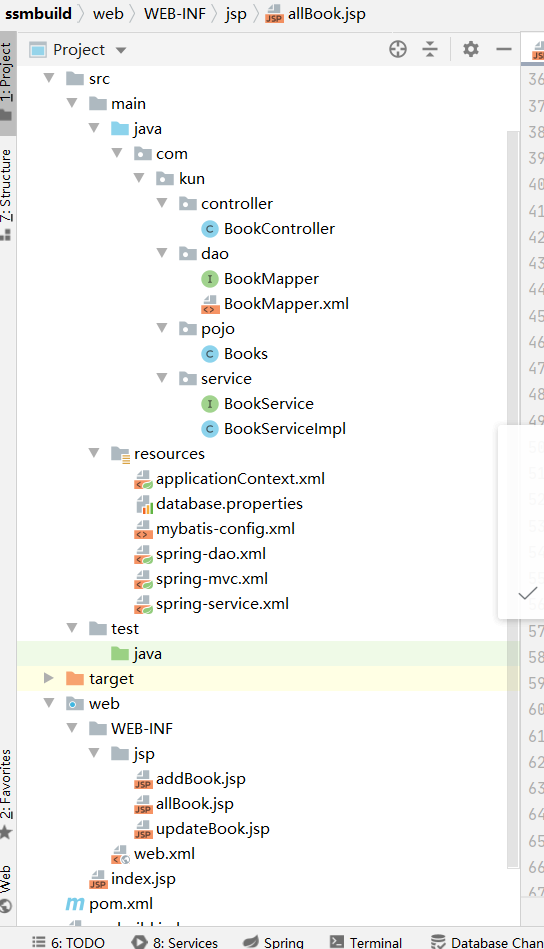 ssmbuild web WEB-INF jsp allBook.jsp
1: Project
7: Structure
2: Favorites
Web
Project
src
main
java
com
kun
controller
BookController
dao
BookMapper
BookMapper.xml
pojo
Books
service
BookService
BookServiceImpl
resources
applicationContext.xml
database.properties
mybatis-config.xml
spring-dao.xml
spring-mvc.xml
spring-service.xml
test
java
target
web
WEB-INF
jsp
addBook.jsp
allBook.jsp
updateBook.jsp
web.xml
index.jsp
pom.xml
36
37
38
39
40
41
42
43
44
45
46
47
48
49
57
58
59
60
61
62
63
64
65
66
67
6: TODO 8: Services Spring Terminal Database Chan